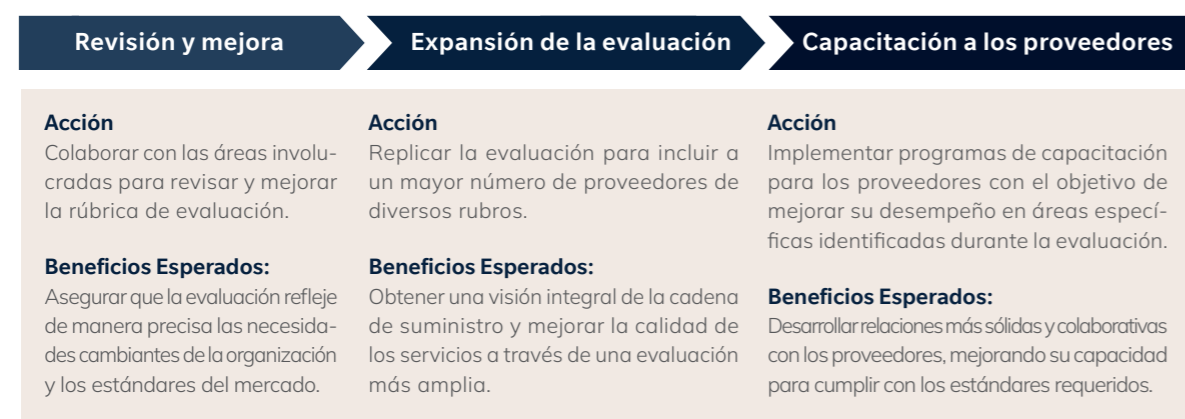 Revisión y mejora
Expansión de la evaluación
Capacitación a los proveedores
Acción
Colaborar con las áreas involu-
cradas para revisar y mejorar
la rúbrica de evaluación.
Beneficios Esperados:
Asegurar que la evaluación refleje
de manera precisa las necesida-
des cambiantes de la organización
y los estándares del mercado.
Acción
Replicar la evaluación para incluir a
un mayor número de proveedores de
diversos rubros.
Beneficios Esperados:
Obtener una visión integral de la cadena
de suministro y mejorar la calidad de
los servicios a través de una evaluación
más amplia.
Acción
Implementar programas de capacitación
para los proveedores con el objetivo de
mejorar su desempeño en áreas especí-
ficas identificadas durante la evaluación.
Beneficios Esperados:
Desarrollar relaciones más sólidas y colaborativas
con los proveedores, mejorando su capacidad
para cumplir con los estándares requeridos.